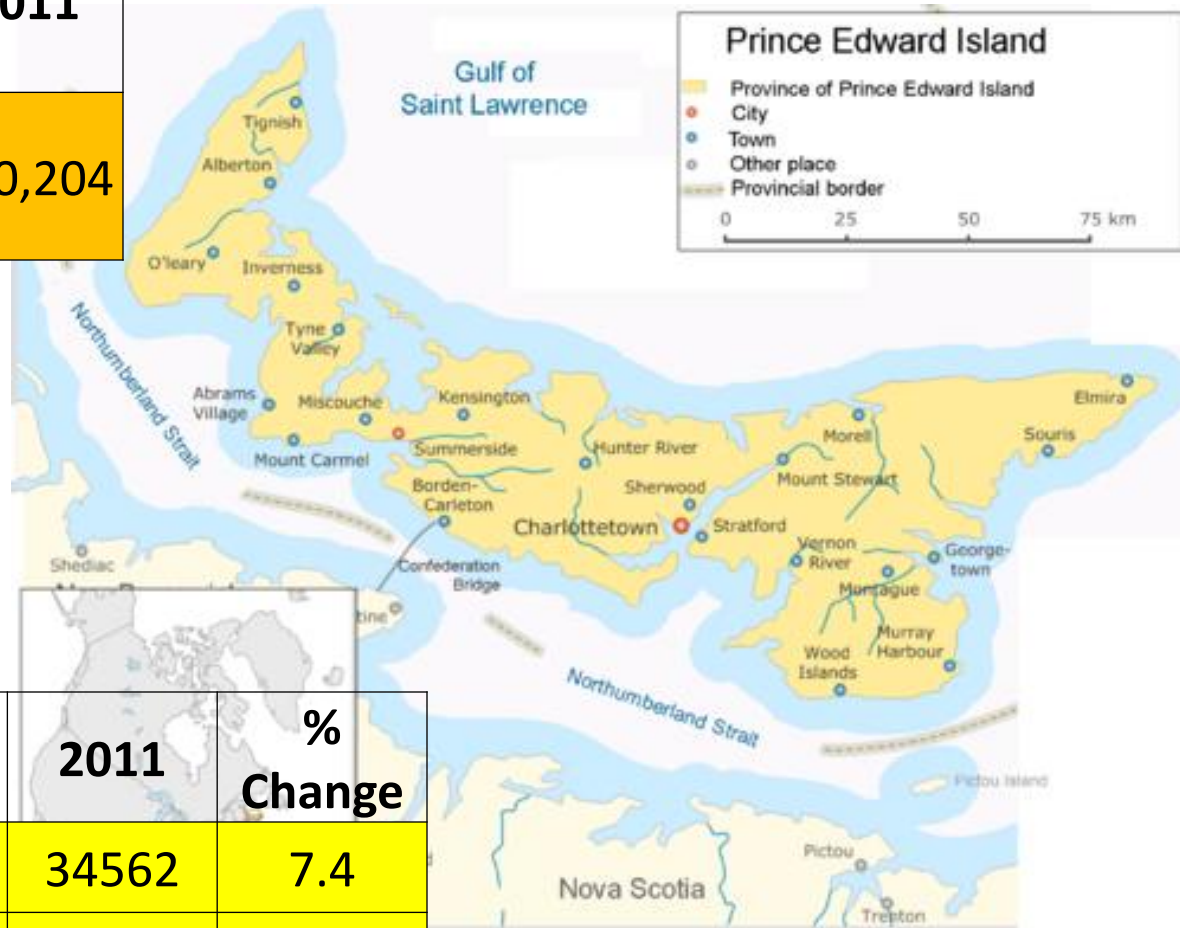 2011
0,204
Prince Edward Island
Province of Prince Edward Island
City
Town
Other place
Provincial border
0 25 50 75 km
Gulf of
Saint Lawrence
Tignish
Alberton
O'leary
Inverness
Northumberland Strait
Tyne
Valley
Abrams
Village
Miscouche
Kensington
Elmira
Mount Carmel
Summerside
Hunter River
Morell
Souris
Borden-
Carleton
Sherwood
Mount Stewart
Charlottetown
Stratford
Vernon
River
George-
town
Shediac
Confederation
Bridge
Montague
tine
Murray
Harbour
Wood
Islands
Northumberland Strait
2011
%
Change
34562
7.4
Pictou Island
Pictou
Nova Scotia
Trenton